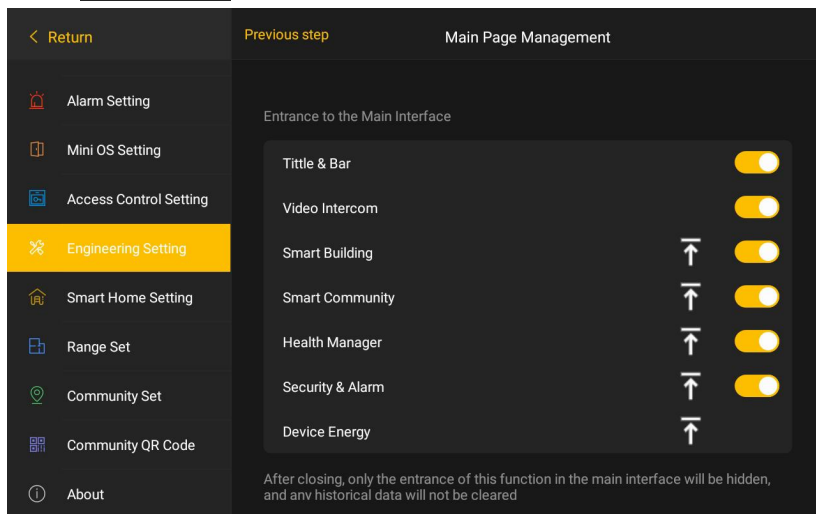 Return
Previous step
Main Page Management
Alarm Setting
Mini OS Setting
Access Control Setting
Engineering Setting
Smart Home Setting
Range Set
Community Set
Community QR Code
About
Entrance to the Main Interface
Tittle & Bar
Video Intercom
Smart Building
Smart Community
Health Manager
Security & Alarm
Device Energy
After closing, only the entrance of this function in the main interface will be hidden,
and any historical data will not be cleared